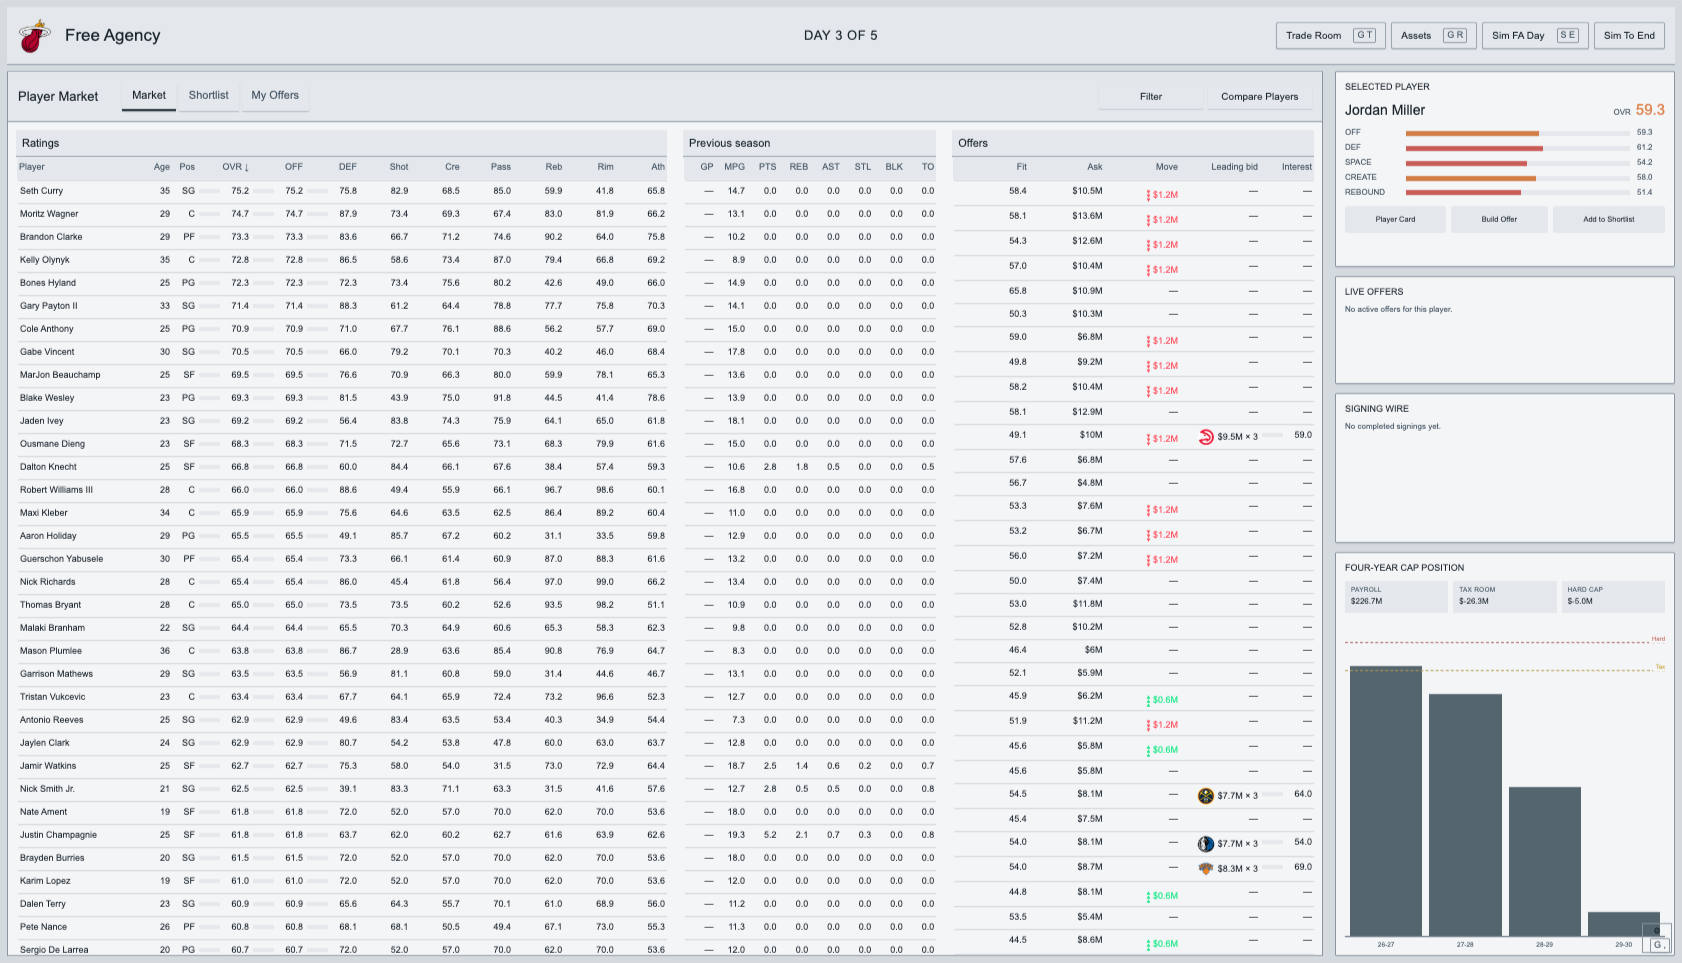 Free Agency
DAY 3 OF 5
Trade Room G T Assets G R Sim FA Day S E Sim To End
Player Market Market Shortlist My Offers Filter Compare Players
Ratings
Player Age Pos OVR ↓ OFF DEF Shot Cre Pass Reb Rim Ath
Seth Curry 35 SG 75.2 75.2 75.8 82.9 68.5 85.0 59.9 41.8 65.8
Moritz Wagner 29 C 74.7 74.7 87.9 73.4 69.3 67.4 83.0 81.9 66.2
Brandon Clarke 29 PF 73.3 73.3 83.6 66.7 71.2 74.6 90.2 64.0 75.8
Kelly Olynyk 35 C 72.8 72.8 86.5 58.6 73.4 87.0 79.4 66.8 69.2
Bones Hyland 25 PG 72.3 72.3 72.3 73.4 75.6 80.2 42.6 49.0 66.0
Gary Payton II 33 SG 71.4 71.4 88.3 61.2 64.4 78.8 77.7 75.8 70.3
Cole Anthony 25 PG 70.9 70.9 71.0 67.7 76.1 88.6 56.2 57.7 69.0
Gabe Vincent 30 SG 70.5 70.5 66.0 79.2 70.1 70.3 40.2 46.0 68.4
MarJon Beauchamp 25 SF 69.5 69.5 76.6 70.9 66.3 80.0 59.9 78.1 65.3
Blake Wesley 23 PG 69.3 69.3 81.5 43.9 75.0 91.8 44.5 41.4 78.6
Jaden Ivey 23 SG 69.2 69.2 56.4 83.8 74.3 75.9 64.1 65.0 61.8
Ousmane Dieng 23 SF 68.3 68.3 71.5 72.7 65.6 73.1 68.3 79.9 61.6
Dalton Knecht 25 SF 66.8 66.8 60.0 84.4 66.1 67.6 38.4 57.4 59.3
Robert Williams III 28 C 66.0 66.0 88.6 49.4 55.9 66.1 96.7 98.6 60.1
Maxi Kleber 34 C 65.9 65.9 75.6 64.6 63.5 62.5 86.4 89.2 60.4
Aaron Holiday 29 PG 65.5 65.5 49.1 85.7 67.2 60.2 31.1 33.5 59.8
Guerschon Yabusele 30 PF 65.4 65.4 73.3 66.1 61.4 60.9 87.0 88.3 61.6
Nick Richards 28 C 65.4 65.4 86.0 45.4 61.8 56.4 97.0 99.0 66.2
Thomas Bryant 28 C 65.0 65.0 73.5 73.5 60.2 52.6 93.5 98.2 51.1
Malaki Branham 22 SG 64.4 64.4 65.5 70.3 64.9 60.6 65.3 58.3 62.3
Mason Plumlee 36 C 63.8 63.8 86.7 28.9 63.6 85.4 90.8 76.9 64.7
Garrison Mathews 29 SG 63.5 63.5 56.9 81.1 60.8 59.0 31.4 44.6 46.7
Tristan Vukcevic 23 C 63.4 63.4 67.7 64.1 65.9 72.4 73.2 96.6 52.3
Antonio Reeves 25 SG 62.9 62.9 49.6 83.4 63.5 53.4 40.3 34.9 54.4
Jaylen Clark 24 SG 62.9 62.9 80.7 54.2 53.8 47.8 60.0 63.0 63.7
Jamir Watkins 25 SF 62.7 62.7 75.3 58.0 54.0 31.5 73.0 72.9 64.4
Nick Smith Jr. 21 SG 62.5 62.5 39.1 83.3 71.1 63.3 31.5 41.6 57.6
Nate Ament 19 SF 61.8 61.8 72.0 52.0 57.0 70.0 62.0 70.0 53.6
Justin Champagnie 25 SF 61.8 61.8 63.7 62.0 60.2 62.7 61.6 63.9 62.6
Brayden Burries 20 SG 61.5 61.5 72.0 52.0 57.0 70.0 62.0 70.0 53.6
Karim Lopez 19 SF 61.0 61.0 72.0 52.0 57.0 70.0 62.0 70.0 53.6
Dalen Terry 23 SG 60.9 60.9 65.6 64.3 55.7 70.1 61.0 68.9 56.0
Pete Nance 26 PF 60.8 60.8 68.1 68.1 50.5 49.4 67.1 73.0 55.3
Sergio De Larrea 20 PG 60.7 60.7 72.0 52.0 57.0 70.0 62.0 70.0 53.6
Previous season
GP MPG PTS REB AST STL BLK TO
— 14.7 0.0 0.0 0.0 0.0 0.0 0.0
— 13.1 0.0 0.0 0.0 0.0 0.0 0.0
— 10.2 0.0 0.0 0.0 0.0 0.0 0.0
— 8.9 0.0 0.0 0.0 0.0 0.0 0.0
— 14.9 0.0 0.0 0.0 0.0 0.0 0.0
— 14.1 0.0 0.0 0.0 0.0 0.0 0.0
— 15.0 0.0 0.0 0.0 0.0 0.0 0.0
— 17.8 0.0 0.0 0.0 0.0 0.0 0.0
— 13.6 0.0 0.0 0.0 0.0 0.0 0.0
— 13.9 0.0 0.0 0.0 0.0 0.0 0.0
— 18.1 0.0 0.0 0.0 0.0 0.0 0.0
— 15.0 0.0 0.0 0.0 0.0 0.0 0.0
— 10.6 2.8 1.8 0.5 0.0 0.0 0.5
— 16.8 0.0 0.0 0.0 0.0 0.0 0.0
— 11.0 0.0 0.0 0.0 0.0 0.0 0.0
— 12.9 0.0 0.0 0.0 0.0 0.0 0.0
— 13.2 0.0 0.0 0.0 0.0 0.0 0.0
— 13.4 0.0 0.0 0.0 0.0 0.0 0.0
— 10.9 0.0 0.0 0.0 0.0 0.0 0.0
— 9.8 0.0 0.0 0.0 0.0 0.0 0.0
— 8.3 0.0 0.0 0.0 0.0 0.0 0.0
— 13.1 0.0 0.0 0.0 0.0 0.0 0.0
— 12.7 0.0 0.0 0.0 0.0 0.0 0.0
— 7.3 0.0 0.0 0.0 0.0 0.0 0.0
— 12.8 0.0 0.0 0.0 0.0 0.0 0.0
— 18.7 2.5 1.4 0.6 0.2 0.0 0.7
— 12.7 2.8 0.5 0.5 0.0 0.0 0.8
— 18.0 0.0 0.0 0.0 0.0 0.0 0.0
— 19.3 5.2 2.1 0.7 0.3 0.0 0.8
— 18.0 0.0 0.0 0.0 0.0 0.0 0.0
— 12.0 0.0 0.0 0.0 0.0 0.0 0.0
— 11.2 0.0 0.0 0.0 0.0 0.0 0.0
— 11.3 0.0 0.0 0.0 0.0 0.0 0.0
— 12.0 0.0 0.0 0.0 0.0 0.0 0.0
Offers
Fit Ask Move Leading bid Interest
58.4 $10.5M $1.2M — —
58.1 $13.6M $1.2M — —
54.3 $12.6M $1.2M — —
57.0 $10.4M $1.2M — —
65.8 $10.9M — — —
50.3 $10.3M — — —
59.0 $6.8M $1.2M — —
49.8 $9.2M $1.2M — —
58.2 $10.4M $1.2M — —
58.1 $12.9M — — —
49.1 $10M $1.2M $9.5M × 3 59.0
57.6 $6.8M — — —
56.7 $4.8M — — —
53.3 $7.6M $1.2M — —
53.2 $6.7M $1.2M — —
56.0 $7.2M $1.2M — —
50.0 $7.4M — — —
53.0 $11.8M — — —
52.8 $10.2M — — —
46.4 $6M — — —
52.1 $5.9M — — —
45.9 $6.2M $0.6M — —
51.9 $11.2M $1.2M — —
45.6 $5.8M $0.6M — —
45.6 $5.8M — — —
54.5 $8.1M — $7.7M × 3 64.0
45.4 $7.5M — — —
54.0 $8.1M — $7.7M × 3 54.0
54.0 $8.7M — $8.3M × 3 69.0
44.8 $8.1M $0.6M — —
53.5 $5.4M — — —
44.5 $8.6M $0.6M — —
SELECTED PLAYER
Jordan Miller OVR 59.3
OFF 59.3
DEF 61.2
SPACE 54.2
CREATE 58.0
REBOUND 51.4
Player Card Build Offer Add to Shortlist
LIVE OFFERS
No active offers for this player.
SIGNING WIRE
No completed signings yet.
FOUR-YEAR CAP POSITION
PAYROLL TAX ROOM HARD CAP
$226.7M $-26.3M $-5.0M
Hard
Tax
26-27 27-28 28-29 29-30
G ,